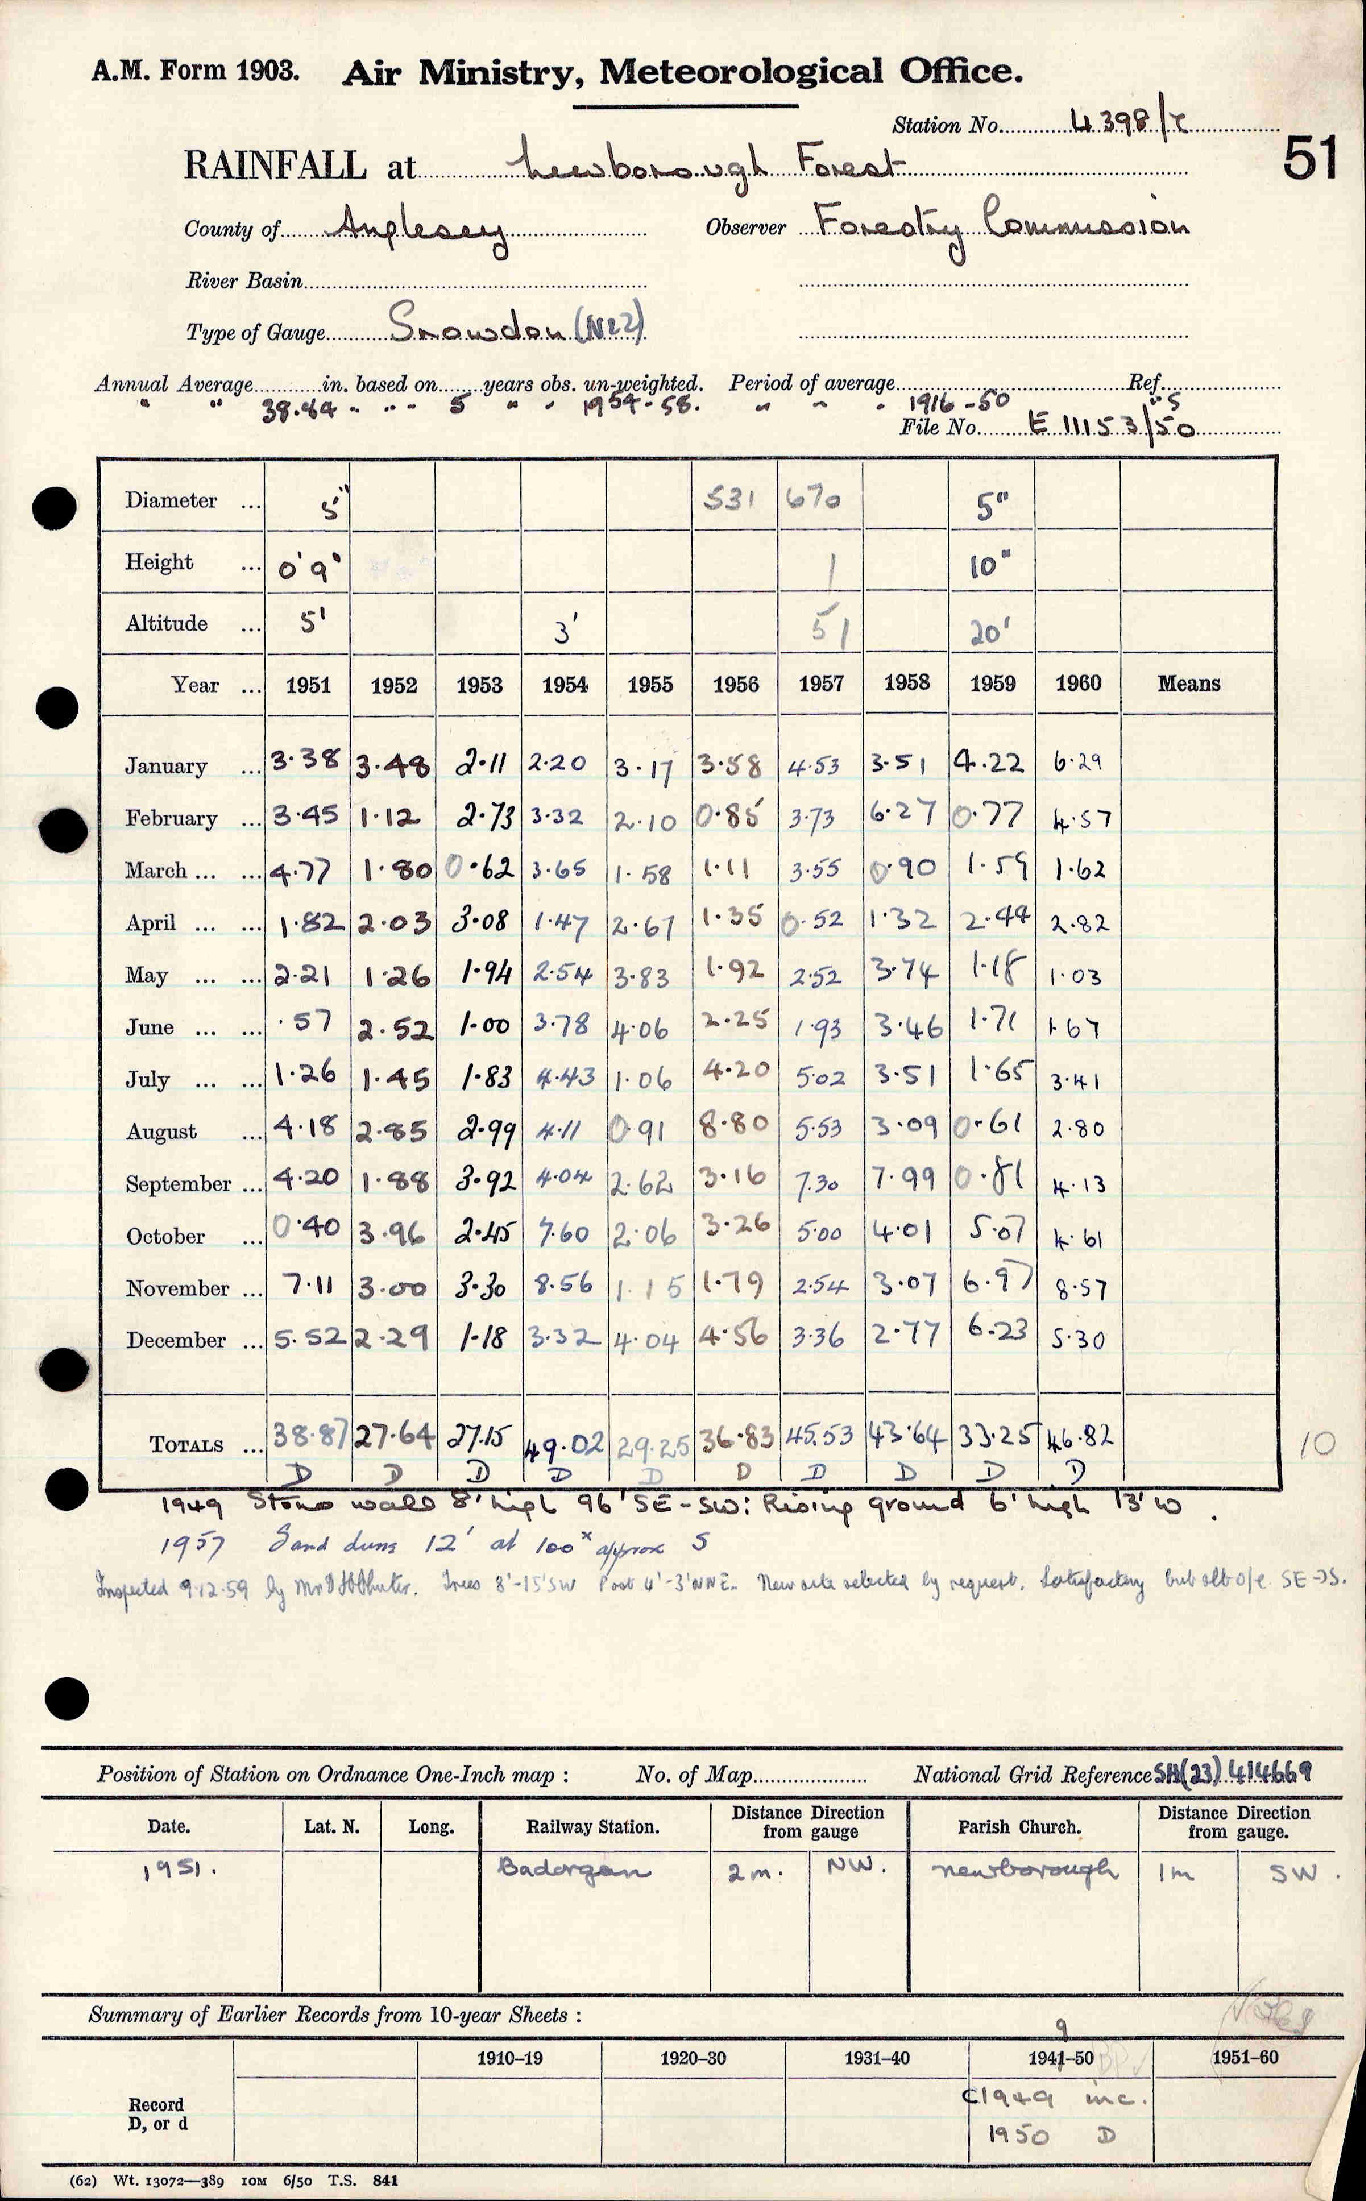 A.M. Form 1903. Air Ministry, Meteorological Office.
Station No. 4398/7
51
RAINFALL at Newborough Forest
County of Anglesey Observer Forestry Commission
River Basin
Type of Gauge Snowdon (Mk2)
Annual Average in. based on years obs. un-weighted. Period of average Ref.
" " 38.84 " " " 5 " " 1954-58. " " " 1916-50 "S
File No. E 11153/50
Diameter ... 5" 531 670 5"
Height ... 0'9" 1 10"
Altitude ... 5' 3' 51 20'
Year ... 1951 1952 1953 1954 1955 1956 1957 1958 1959 1960 Means
January ... 3.38 3.48 2.11 2.20 3.17 3.58 4.53 3.51 4.22 6.29
February ... 3.45 1.12 2.73 3.32 2.10 0.85 3.73 6.27 0.77 4.57
March ... ... 4.77 1.80 0.62 3.65 1.58 1.11 3.55 0.90 1.59 1.62
April ... ... 1.82 2.03 3.08 1.47 2.67 1.35 0.52 1.32 2.44 2.82
May ... ... 2.21 1.26 1.94 2.54 3.83 1.92 2.52 3.74 1.18 1.03
June ... ... .57 2.52 1.00 3.78 4.06 2.25 1.93 3.46 1.71 1.67
July ... ... 1.26 1.45 1.83 4.43 1.06 4.20 5.02 3.51 1.65 3.41
August ... 4.18 2.85 2.99 4.11 0.91 8.80 5.53 3.09 0.61 2.80
September ... 4.20 1.88 3.92 4.04 2.62 3.16 7.30 7.99 0.81 4.13
October ... 0.40 3.96 2.45 7.60 2.06 3.26 5.00 4.01 5.07 4.61
November ... 7.11 3.00 3.30 8.56 1.15 1.79 2.54 3.07 6.97 8.57
December ... 5.52 2.29 1.18 3.32 4.04 4.56 3.36 2.77 6.23 5.30
TOTALS ... 38.87 27.64 27.15 49.02 29.25 36.83 45.53 43.64 33.25 46.82 10
D D D D D D D D D D
1949 Stone wall 8' high 96' SE-SW: Rising ground 6' high 13' W.
1957 Sand dune 12' at 100x approx S
Inspected 9.12.59 by Mr Trees 8'-15'SW Post 4'-3'NNE. New site selected by request. Satisfactory but slt o/e SE→S.
Position of Station on Ordnance One-Inch map : No. of Map National Grid Reference SH(23)414669
Date. Lat. N. Long. Railway Station. Distance Direction from gauge Parish Church. Distance Direction from gauge.
1951. Bodorgan 2m. NW. Newborough 1m SW.
Summary of Earlier Records from 10-year Sheets :
9
1910–19 1920–30 1931–40 1941–50 1951–60
Record
D, or d
C1949 inc.
1950 D
(62) Wt. 13072—389 10M 6/50 T.S. 841